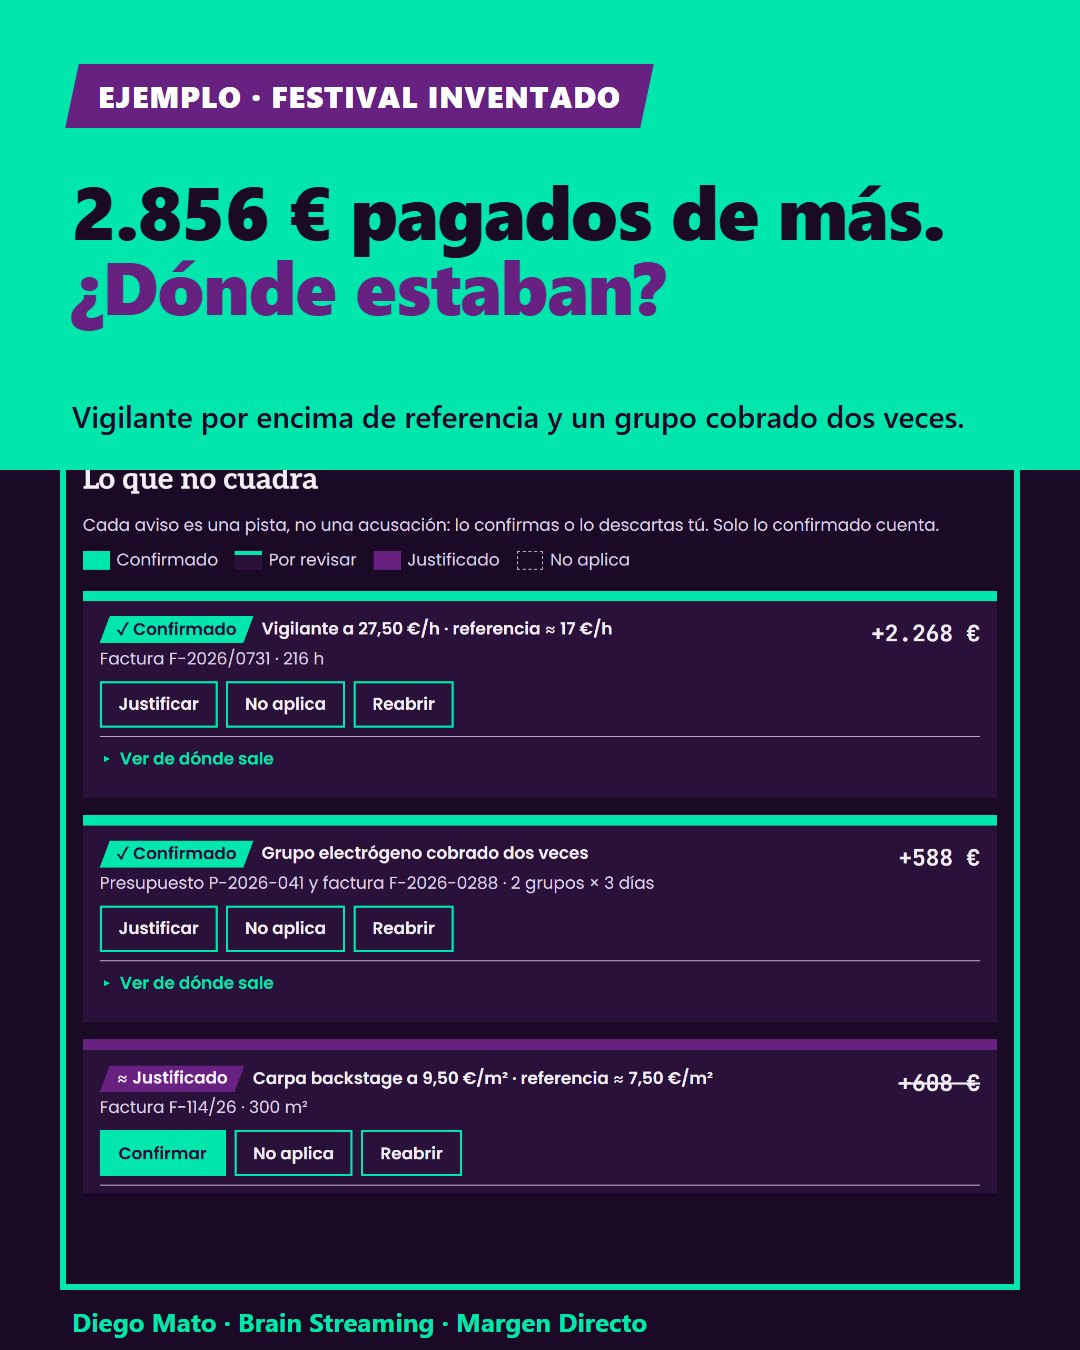 EJEMPLO · FESTIVAL INVENTADO
2.856 € pagados de más.
¿Dónde estaban?
Vigilante por encima de referencia y un grupo cobrado dos veces.
Lo que no cuadra
Cada aviso es una pista, no una acusación: lo confirmas o lo descartas tú. Solo lo confirmado cuenta.
Confirmado Por revisar Justificado No aplica
✓ Confirmado Vigilante a 27,50 €/h · referencia ≈ 17 €/h +2.268 €
Factura F-2026/0731 · 216 h
Justificar No aplica Reabrir
▸ Ver de dónde sale
✓ Confirmado Grupo electrógeno cobrado dos veces +588 €
Presupuesto P-2026-041 y factura F-2026-0288 · 2 grupos × 3 días
Justificar No aplica Reabrir
▸ Ver de dónde sale
≈ Justificado Carpa backstage a 9,50 €/m² · referencia ≈ 7,50 €/m² +608 €
Factura F-114/26 · 300 m²
Confirmar No aplica Reabrir
Diego Mato · Brain Streaming · Margen Directo